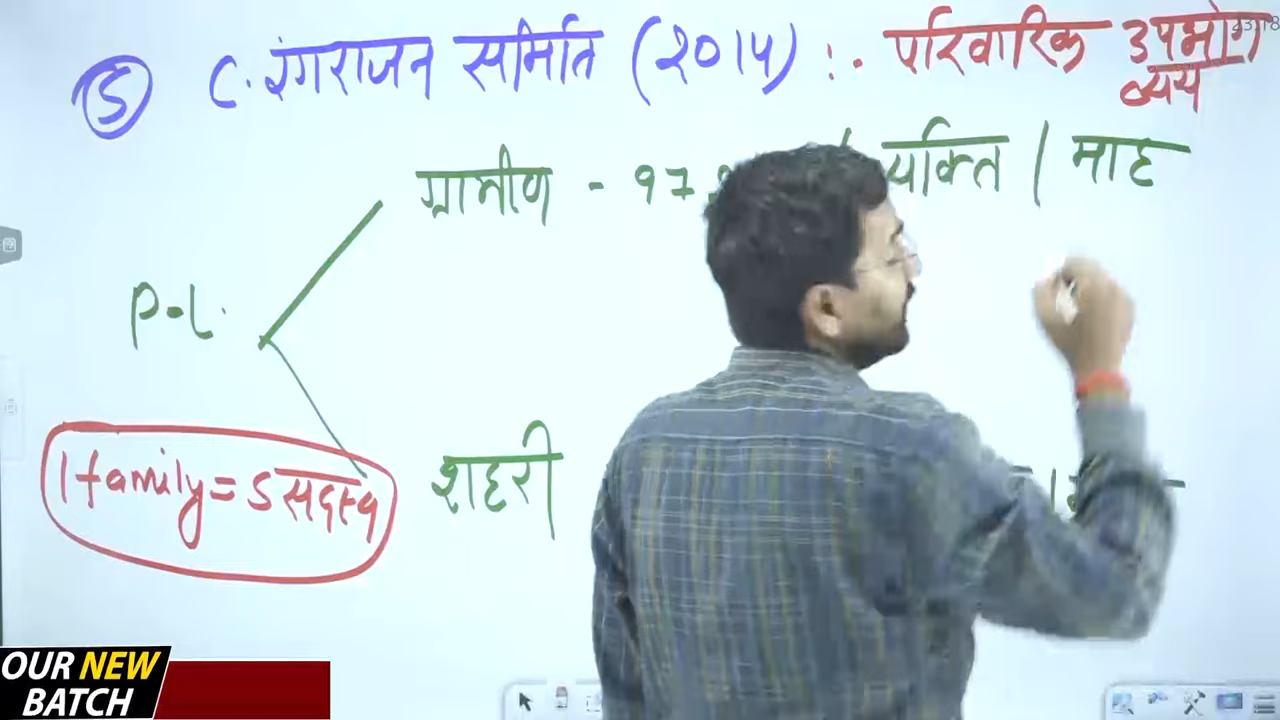 5 C. रंगराजन समिति (2014) :- परिवारिक उपभोग
व्यय
ग्रामीण - 97 व्यक्ति | माह
P.L.
1 family = 5 सदस्य
शहरी
OUR NEW
BATCH